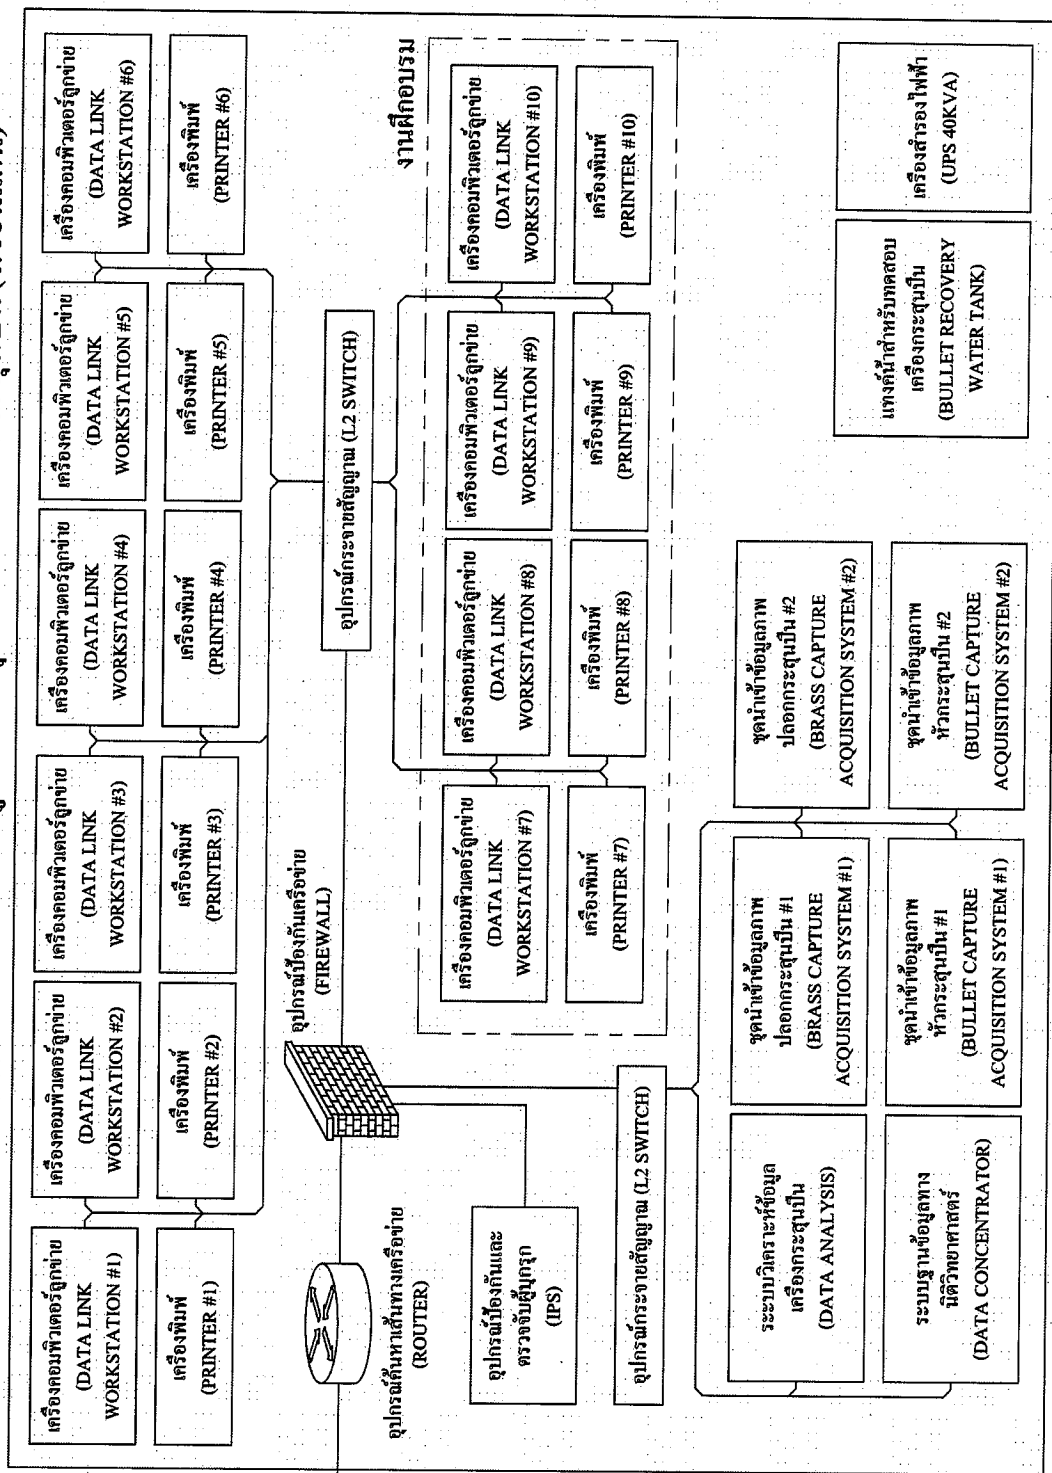 เครื่องคอมพิวเตอร์ลูกข่าย
(DATA LINK
WORKSTATION #1)
เครื่องคอมพิวเตอร์ลูกข่าย
(DATA LINK
WORKSTATION #2)
เครื่องคอมพิวเตอร์ลูกข่าย
(DATA LINK
WORKSTATION #3)
เครื่องคอมพิวเตอร์ลูกข่าย
(DATA LINK
WORKSTATION #4)
เครื่องคอมพิวเตอร์ลูกข่าย
(DATA LINK
WORKSTATION #5)
เครื่องคอมพิวเตอร์ลูกข่าย
(DATA LINK
WORKSTATION #6)
เครื่องพิมพ์
(PRINTER #1)
เครื่องพิมพ์
(PRINTER #2)
เครื่องพิมพ์
(PRINTER #3)
เครื่องพิมพ์
(PRINTER #4)
เครื่องพิมพ์
(PRINTER #5)
เครื่องพิมพ์
(PRINTER #6)
อุปกรณ์ค้นหาเส้นทางเครือข่าย
(ROUTER)
อุปกรณ์ป้องกันเครือข่าย
(FIREWALL)
อุปกรณ์กระจายสัญญาณ (L2 SWITCH)
งานฝึกอบรม
เครื่องคอมพิวเตอร์ลูกข่าย
(DATA LINK
WORKSTATION #7)
เครื่องคอมพิวเตอร์ลูกข่าย
(DATA LINK
WORKSTATION #8)
เครื่องคอมพิวเตอร์ลูกข่าย
(DATA LINK
WORKSTATION #9)
เครื่องคอมพิวเตอร์ลูกข่าย
(DATA LINK
WORKSTATION #10)
เครื่องพิมพ์
(PRINTER #7)
เครื่องพิมพ์
(PRINTER #8)
เครื่องพิมพ์
(PRINTER #9)
เครื่องพิมพ์
(PRINTER #10)
อุปกรณ์ป้องกันและ
ตรวจจับผู้บุกรุก
(IPS)
อุปกรณ์กระจายสัญญาณ (L2 SWITCH)
ระบบวิเคราะห์ข้อมูล
เครื่องกระสุนปืน
(DATA ANALYSIS)
ชุดนำเข้าข้อมูลภาพ
ปลอกกระสุนปืน #1
(BRASS CAPTURE
ACQUISITION SYSTEM #1)
ชุดนำเข้าข้อมูลภาพ
ปลอกกระสุนปืน #2
(BRASS CAPTURE
ACQUISITION SYSTEM #2)
ระบบฐานข้อมูลทาง
นิติวิทยาศาสตร์
(DATA CONCENTRATOR)
ชุดนำเข้าข้อมูลภาพ
หัวกระสุนปืน #1
(BULLET CAPTURE
ACQUISITION SYSTEM #1)
ชุดนำเข้าข้อมูลภาพ
หัวกระสุนปืน #2
(BULLET CAPTURE
ACQUISITION SYSTEM #2)
แทงค์น้ำสำหรับทดสอบ
เครื่องกระสุนปืน
(BULLET RECOVERY
WATER TANK)
เครื่องสำรองไฟฟ้า
(UPS 40KVA)